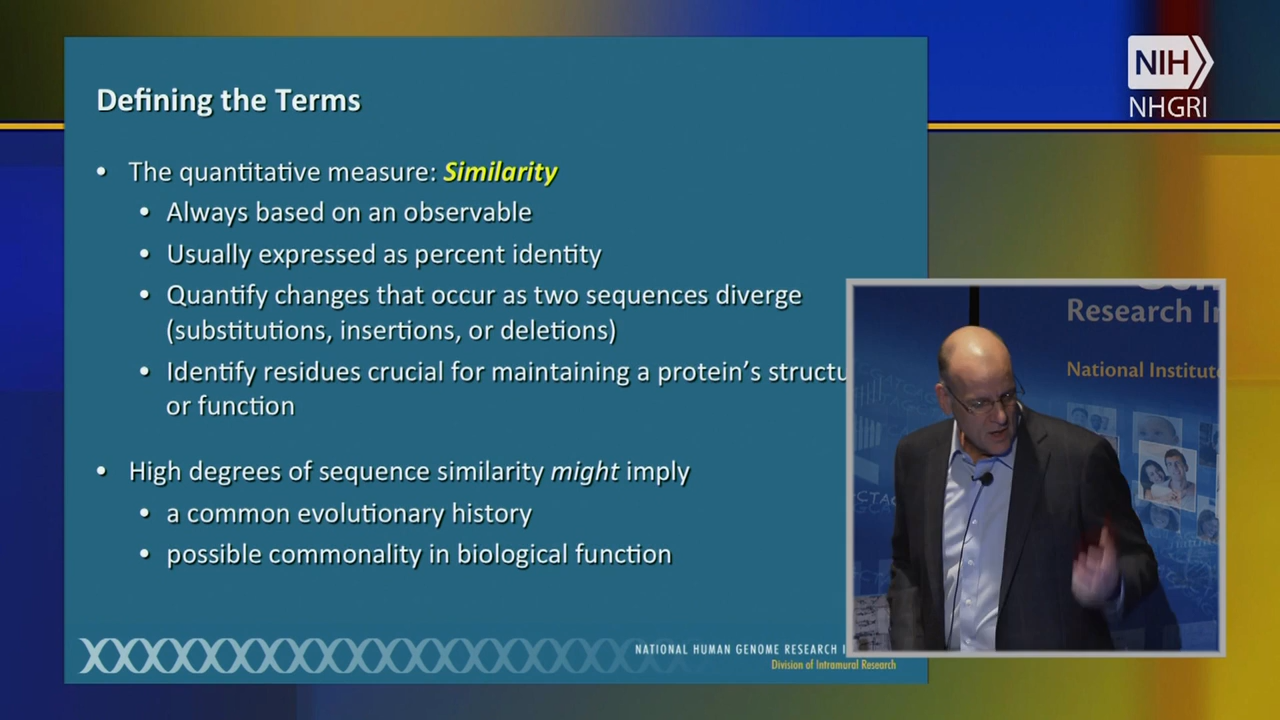 Defining the Terms
• The quantitative measure: Similarity
• Always based on an observable
• Usually expressed as percent identity
• Quantify changes that occur as two sequences diverge
(substitutions, insertions, or deletions)
• Identify residues crucial for maintaining a protein's structu
or function
• High degrees of sequence similarity might imply
• a common evolutionary history
• possible commonality in biological function
NATIONAL HUMAN GENOME RESEARCH I
Division of Intramural Research
NIH
NHGRI
Research I
National Institut